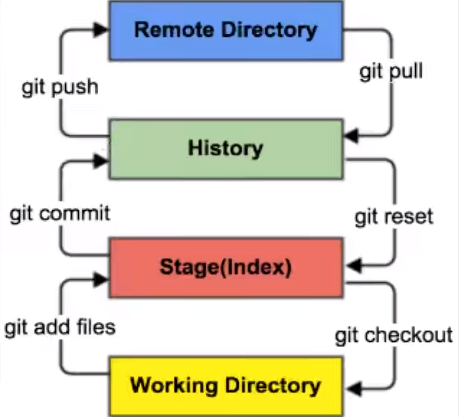 Remote Directory
git push
git pull
History
git commit
git reset
Stage(Index)
git add files
git checkout
Working Directory